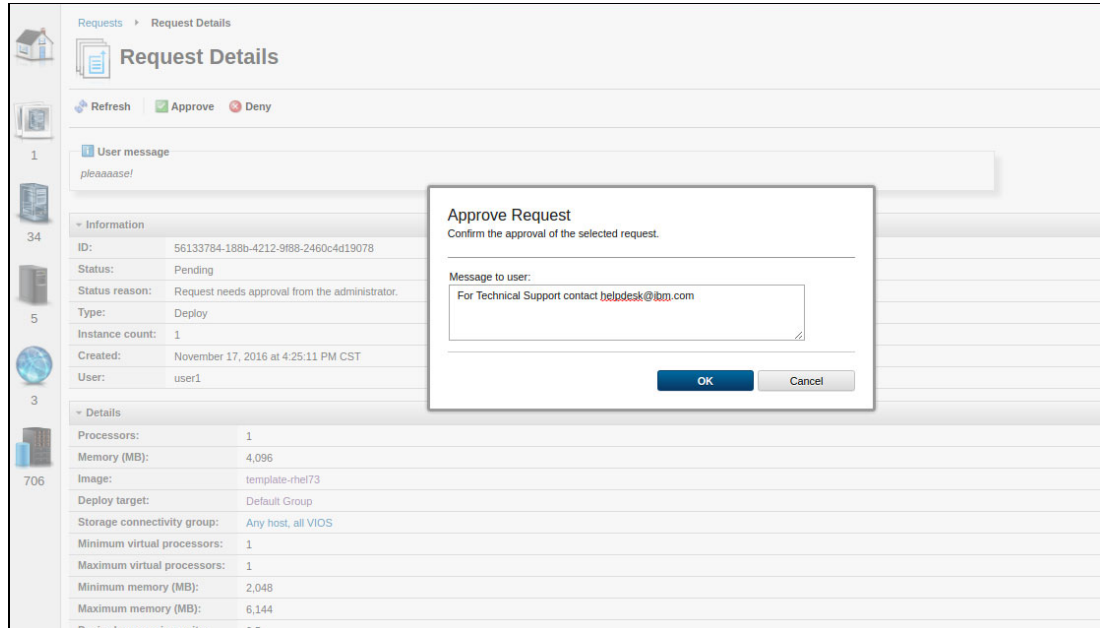 Requests ▸ Request Details
Request Details
Refresh Approve Deny
User message
pleaaaase!
Information
ID: 56133784-188b-4212-9f88-2460c4d19078
Status: Pending
Status reason: Request needs approval from the administrator.
Type: Deploy
Instance count: 1
Created: November 17, 2016 at 4:25:11 PM CST
User: user1
Details
Processors: 1
Memory (MB): 4,096
Image: template-rhel73
Deploy target: Default Group
Storage connectivity group: Any host, all VIOS
Minimum virtual processors: 1
Maximum virtual processors: 1
Minimum memory (MB): 2,048
Maximum memory (MB): 6,144
1
34
5
3
706
Approve Request
Confirm the approval of the selected request.
Message to user:
For Technical Support contact helpdesk@ibm.com
OK Cancel